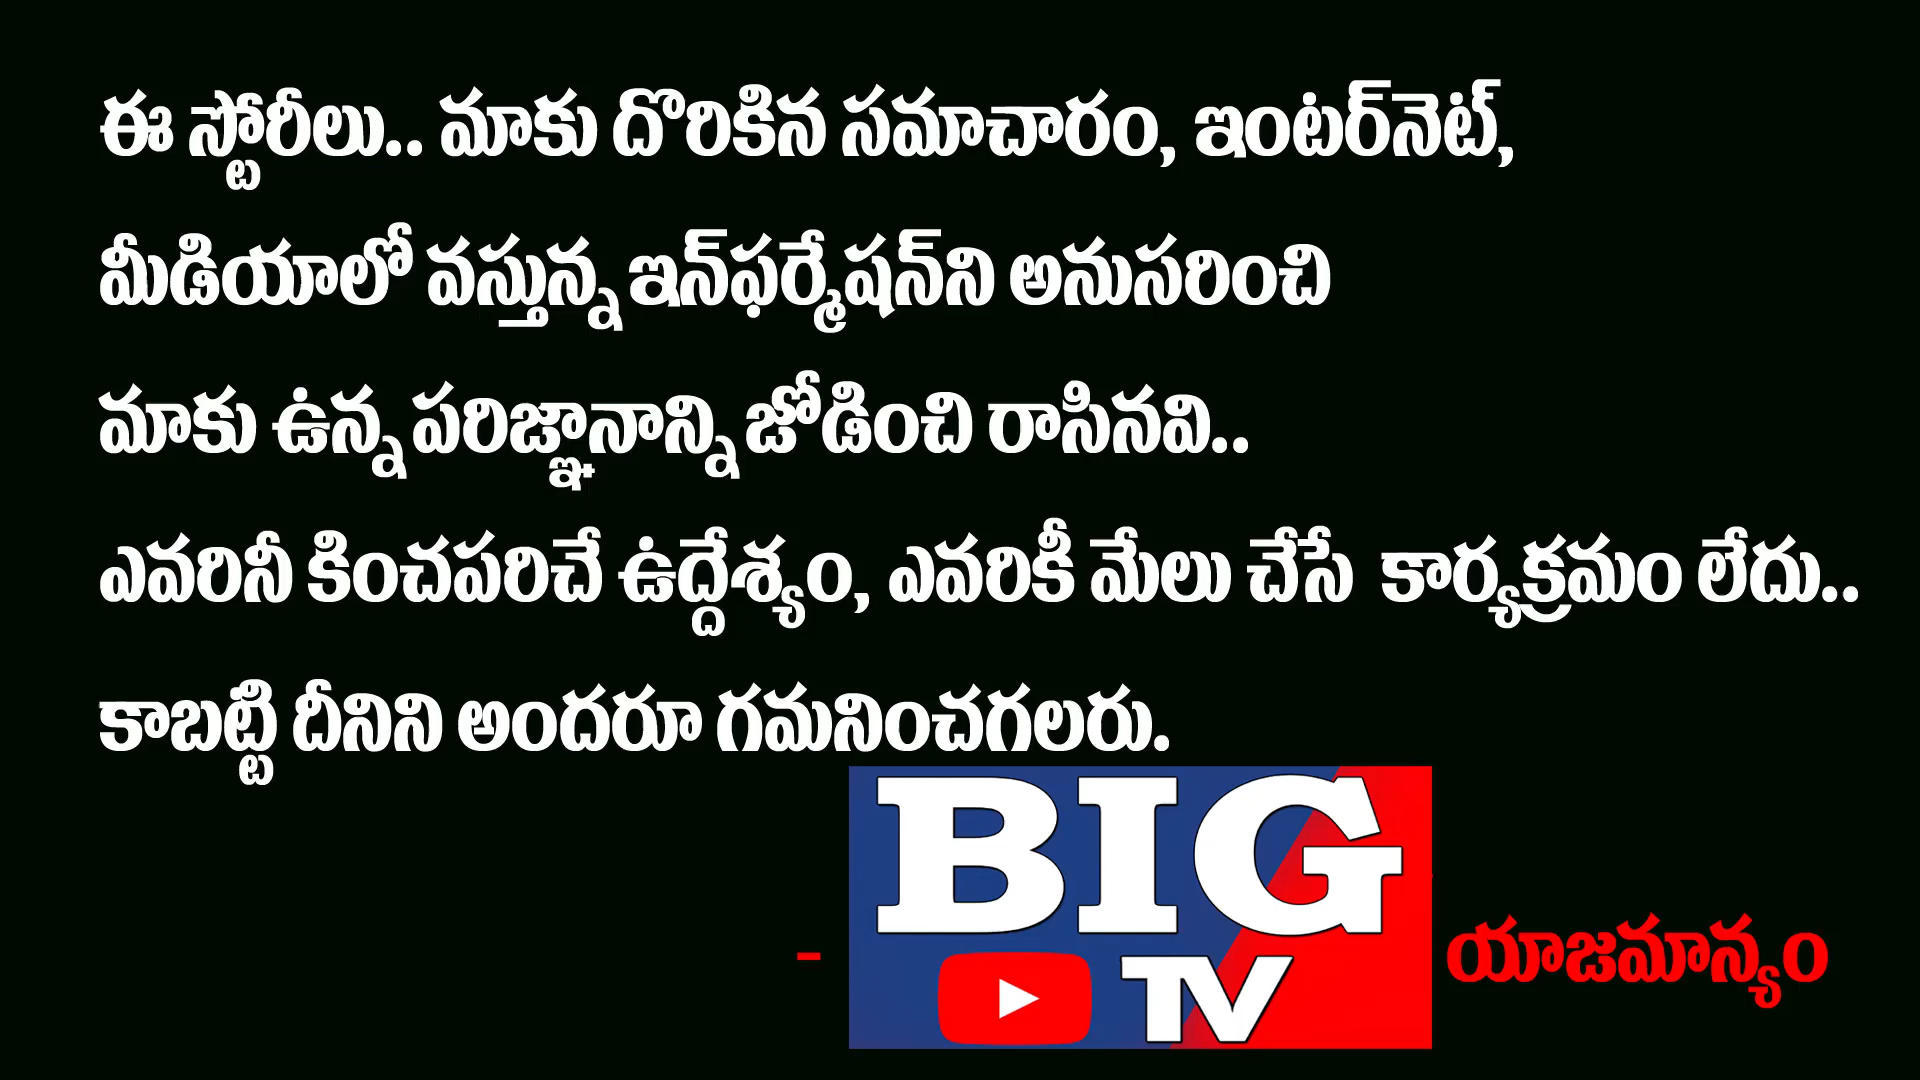 ఈ స్టోరీలు.. మాకు దొరికిన సమాచారం, ఇంటర్‌నెట్,
మీడియాలో వస్తున్న ఇన్‌ఫర్మేషన్‌ని అనుసరించి
మాకు ఉన్న పరిజ్ఞానాన్ని జోడించి రాసినవి..
ఎవరినీ కించపరిచే ఉద్దేశ్యం, ఎవరికీ మేలు చేసే కార్యక్రమం లేదు..
కాబట్టి దీనిని అందరూ గమనించగలరు.
- BIG TV యాజమాన్యం